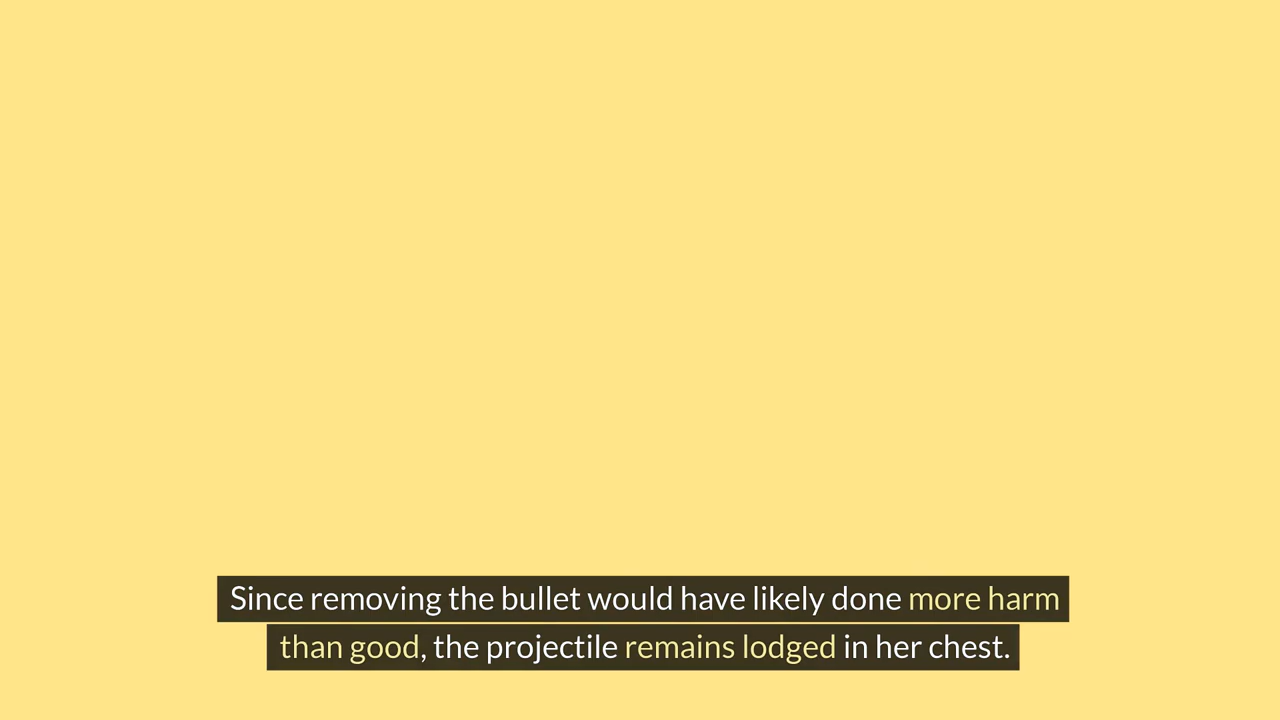 Since removing the bullet would have likely done more harm
than good, the projectile remains lodged in her chest.